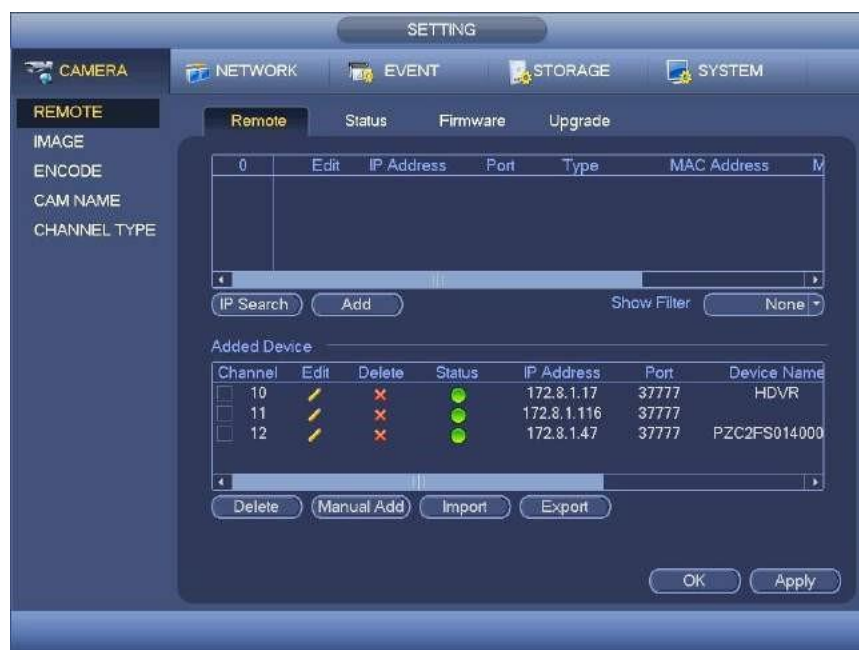 SETTING
CAMERA NETWORK EVENT STORAGE SYSTEM
REMOTE
IMAGE
ENCODE
CAM NAME
CHANNEL TYPE
Remote Status Firmware Upgrade
0 Edit IP Address Port Type MAC Address M
IP Search Add Show Filter None
Added Device
Channel Edit Delete Status IP Address Port Device Name
10 172.8.1.17 37777 HDVR
11 172.8.1.116 37777
12 172.8.1.47 37777 PZC2FS014000
Delete Manual Add Import Export
OK Apply